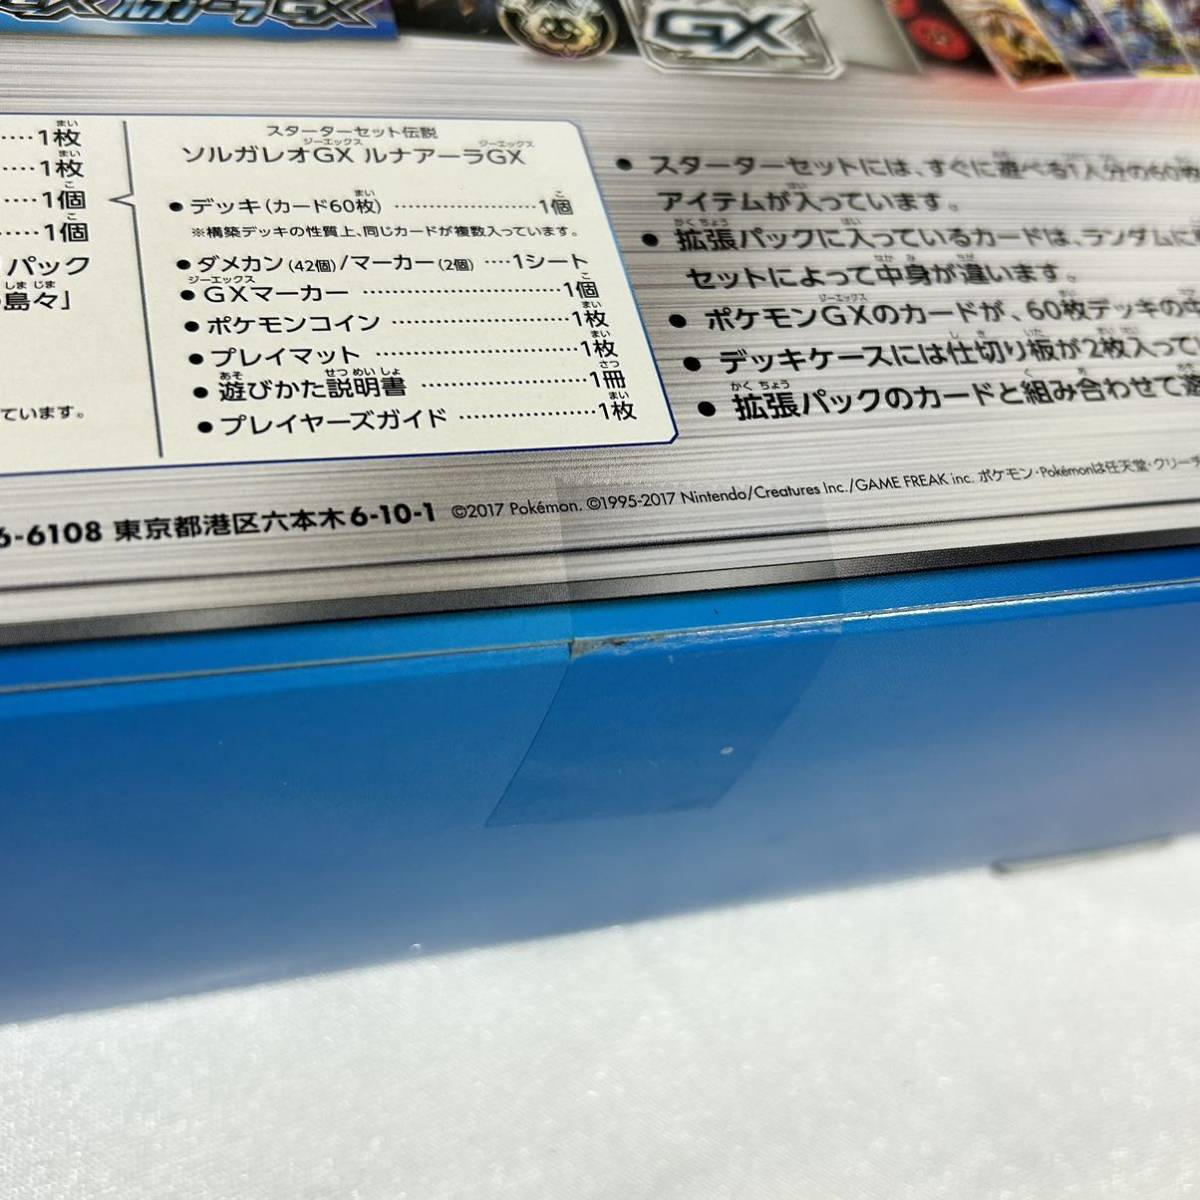 ルナアーラGX
GX
……1枚
……1枚
……1個
……1個
パック
島々」
ています。
スターターセット伝説
ソルガレオGX ルナアーラGX
●デッキ(カード60枚) ……………1個
※構築デッキの性質上、同じカードが複数入っています。
●ダメカン(42個)/マーカー(2個) ‥‥1シート
●GXマーカー ……………………1個
●ポケモンコイン …………………1枚
●プレイマット ……………………1枚
●遊びかた説明書 …………………1冊
●プレイヤーズガイド ……………1枚
●スターターセットには、すぐに遊べる1人分の60枚
アイテムが入っています。
●拡張パックに入っているカードは、ランダムに
セットによって中身が違います。
●ポケモンGXのカードが、60枚デッキの中
●デッキケースには仕切り板が2枚入って
●拡張パックのカードと組み合わせて遊
6-6108 東京都港区六本木6-10-1 ©2017 Pokémon. ©1995-2017 Nintendo/Creatures Inc./GAME FREAK inc. ポケモン・Pokémonは任天堂・クリーチ